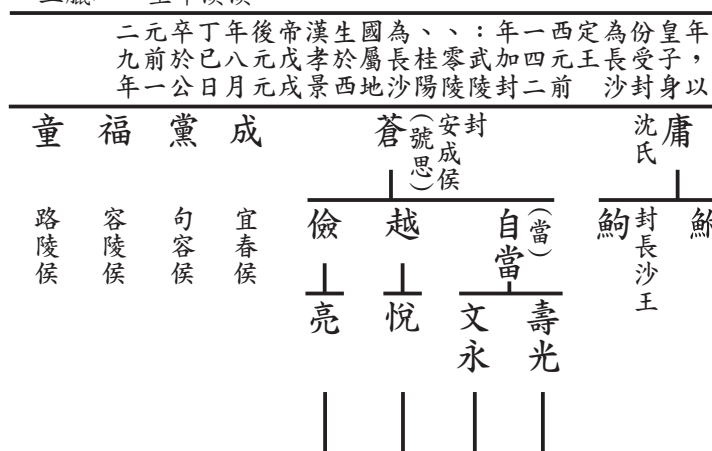 年，以
皇子身
份受封
為長沙
定王
西元前
一四二
年加封
：武陵
、零陵
、桂陽
為長沙
國屬地
生於西
漢孝景
帝戊戌
後元元
年八月
丁巳日
卒於公
元前一
二九年
庸
沈氏
鮈
封長沙王
蒼
封
安成侯
(號思)
成
宜春侯
黨
句容侯
福
容陵侯
童
路陵侯
自當
(當)
越
儉
壽光
文永
悅
亮